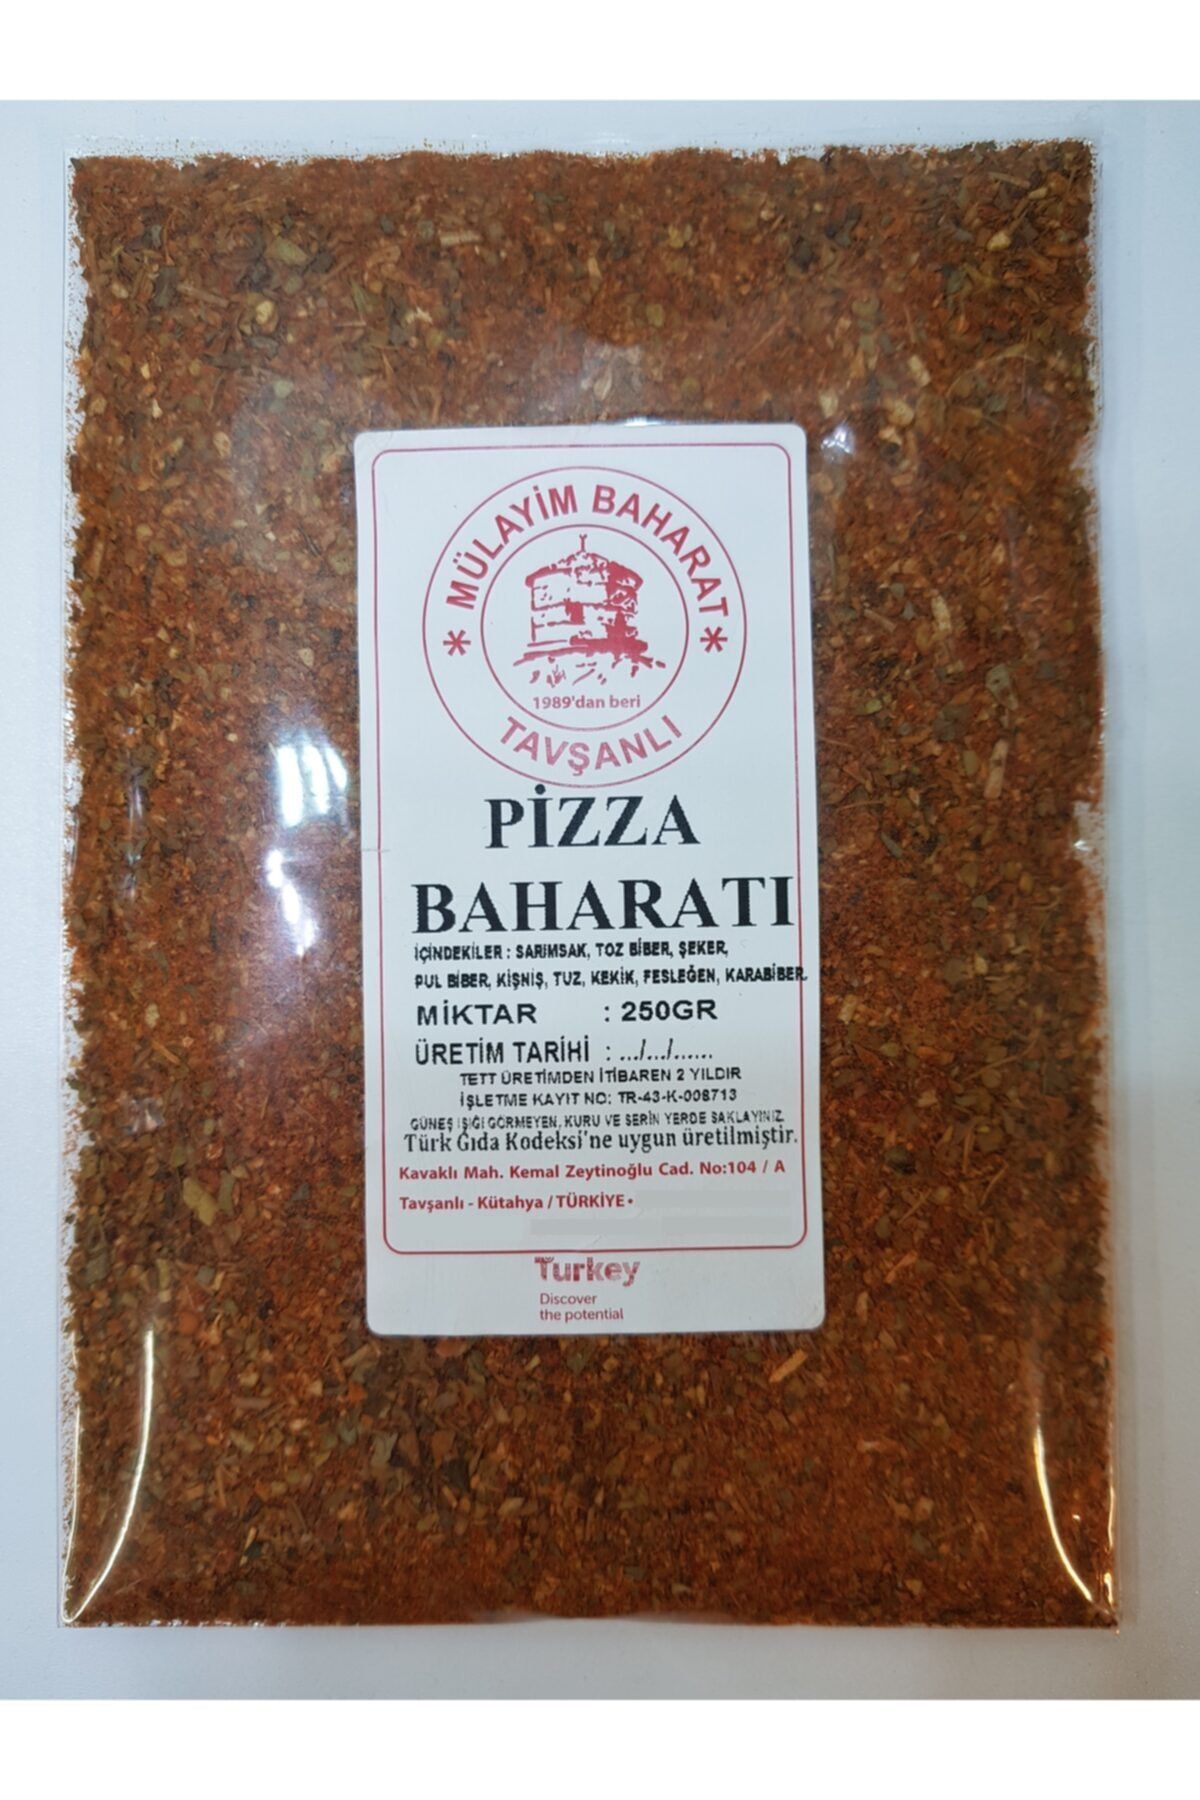 MÜLAYİM BAHARAT
1989'dan beri
TAVŞANLI
PİZZA
BAHARATI
İÇİNDEKİLER : SARIMSAK, TOZ BİBER, ŞEKER,
PUL BİBER, KİŞNİŞ, TUZ, KEKİK, FESLEĞEN, KARABİBER.
MİKTAR : 250GR
ÜRETİM TARİHİ : .../.../......
TETT ÜRETİMDEN İTİBAREN 2 YILDIR
İŞLETME KAYIT NO: TR-43-K-008713
GÜNEŞ IŞIĞI GÖRMEYEN, KURU VE SERİN YERDE SAKLAYINIZ.
Türk Gıda Kodeksi'ne uygun üretilmiştir.
Kavaklı Mah. Kemal Zeytinoğlu Cad. No:104 / A
Tavşanlı - Kütahya / TÜRKİYE •
Turkey
Discover
the potential